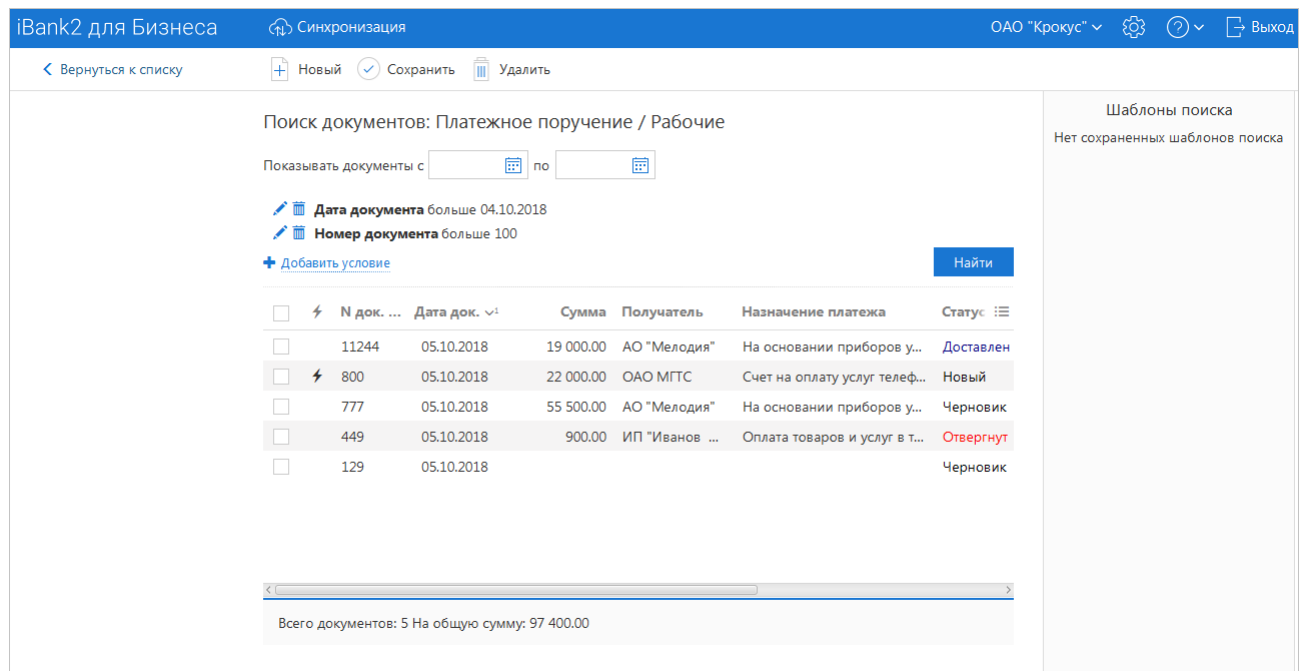 iBank2 для Бизнеса Синхронизация ОАО "Крокус" ? Выход
Вернуться к списку Новый Сохранить Удалить
Шаблоны поиска
Нет сохраненных шаблонов поиска
Поиск документов: Платежное поручение / Рабочие
Показывать документы с по
Дата документа больше 04.10.2018
Номер документа больше 100
Добавить условие Найти
N док. ... Дата док. 1 Сумма Получатель Назначение платежа Статус
11244 05.10.2018 19 000.00 АО "Мелодия" На основании приборов у... Доставлен
800 05.10.2018 22 000.00 ОАО МГТС Счет на оплату услуг телеф... Новый
777 05.10.2018 55 500.00 АО "Мелодия" На основании приборов у... Черновик
449 05.10.2018 900.00 ИП "Иванов ... Оплата товаров и услуг в т... Отвергнут
129 05.10.2018 Черновик
Всего документов: 5 На общую сумму: 97 400.00